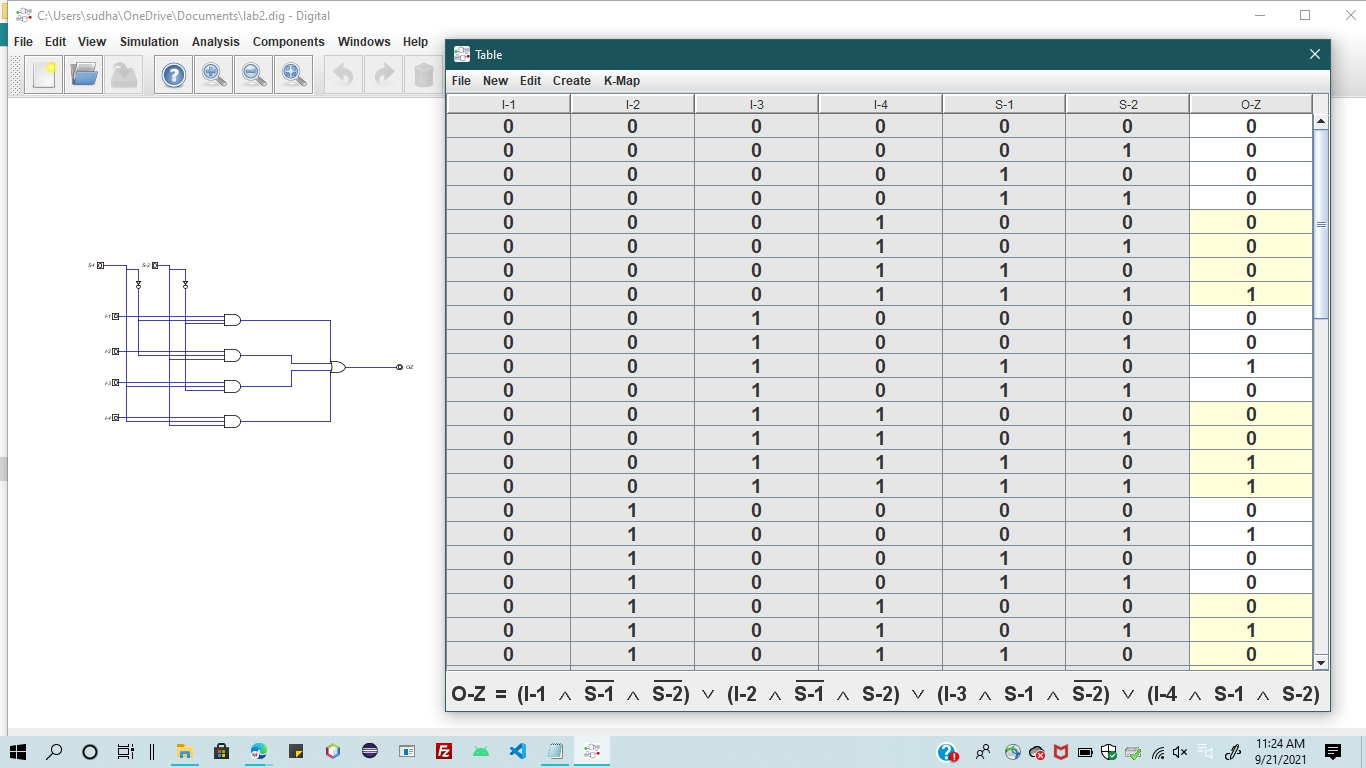 C:\Users\sudha\OneDrive\Documents\lab2.dig - Digital
File Edit View Simulation Analysis Components Windows Help
Table
File New Edit Create K-Map
I-1 I-2 I-3 I-4 S-1 S-2 O-Z
0 0 0 0 0 0 0
0 0 0 0 0 1 0
0 0 0 0 1 0 0
0 0 0 0 1 1 0
0 0 0 1 0 0 0
0 0 0 1 0 1 0
0 0 0 1 1 0 0
0 0 0 1 1 1 1
0 0 1 0 0 0 0
0 0 1 0 0 1 0
0 0 1 0 1 0 1
0 0 1 0 1 1 0
0 0 1 1 0 0 0
0 0 1 1 0 1 0
0 0 1 1 1 0 1
0 0 1 1 1 1 1
0 1 0 0 0 0 0
0 1 0 0 0 1 1
0 1 0 0 1 0 0
0 1 0 0 1 1 0
0 1 0 1 0 0 0
0 1 0 1 0 1 1
0 1 0 1 1 0 0
S-1 S-2
I-1
I-2
I-3
OZ
I-4
O-Z = (I-1 ∧ S̅-̅1̅ ∧ S̅-̅2̅) ∨ (I-2 ∧ S̅-̅1̅ ∧ S-2) ∨ (I-3 ∧ S-1 ∧ S̅-̅2̅) ∨ (I-4 ∧ S-1 ∧ S-2)
11:24 AM
9/21/2021